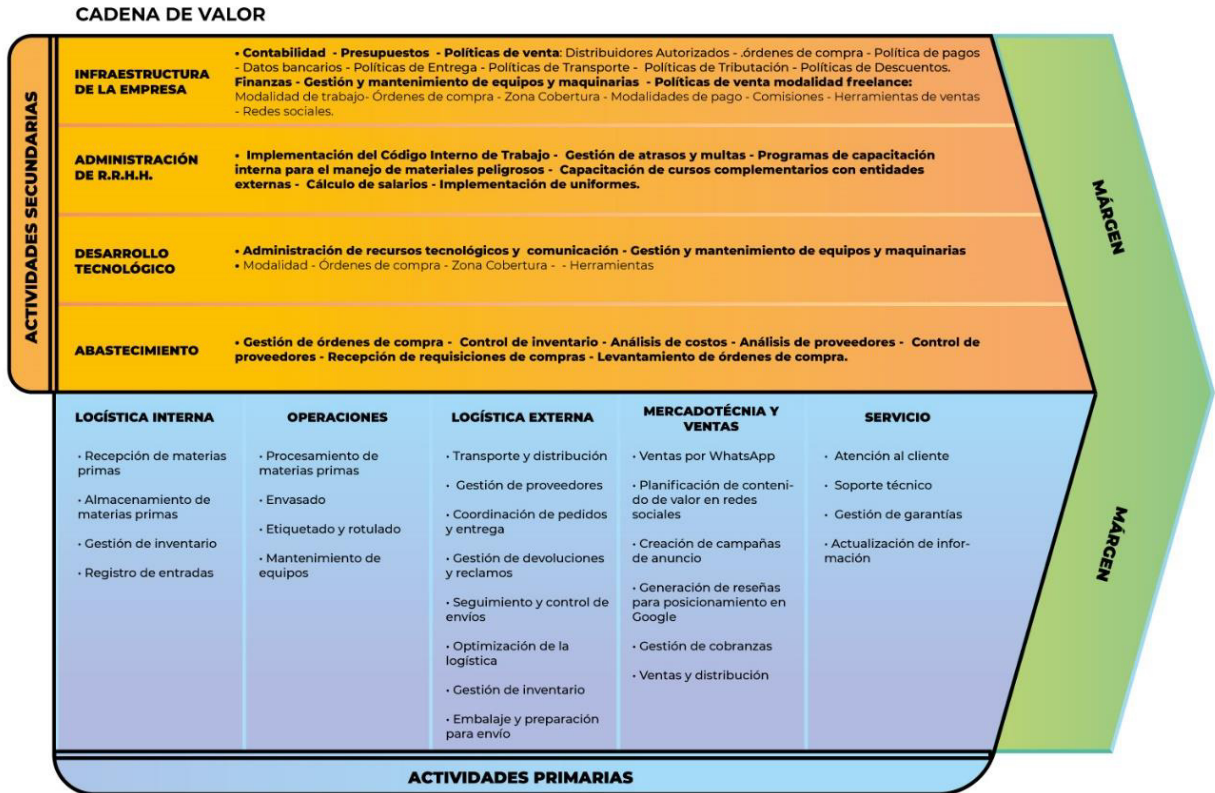 CADENA DE VALOR
ACTIVIDADES SECUNDARIAS
INFRAESTRUCTURA
DE LA EMPRESA
• Contabilidad - Presupuestos - Políticas de venta: Distribuidores Autorizados - .órdenes de compra - Política de pagos
- Datos bancarios - Políticas de Entrega - Políticas de Transporte - Políticas de Tributación - Políticas de Descuentos.
Finanzas - Gestión y mantenimiento de equipos y maquinarias - Políticas de venta modalidad freelance:
Modalidad de trabajo- Órdenes de compra - Zona Cobertura - Modalidades de pago - Comisiones - Herramientas de ventas
- Redes sociales.
ADMINISTRACIÓN
DE R.R.H.H.
• Implementación del Código Interno de Trabajo - Gestión de atrasos y multas - Programas de capacitación
interna para el manejo de materiales peligrosos - Capacitación de cursos complementarios con entidades
externas - Cálculo de salarios - Implementación de uniformes.
DESARROLLO
TECNOLÓGICO
• Administración de recursos tecnológicos y comunicación - Gestión y mantenimiento de equipos y maquinarias
• Modalidad - Órdenes de compra - Zona Cobertura - - Herramientas
ABASTECIMIENTO
• Gestión de órdenes de compra - Control de inventario - Análisis de costos - Análisis de proveedores - Control de
proveedores - Recepción de requisiciones de compras - Levantamiento de órdenes de compra.
MÁRGEN
LOGÍSTICA INTERNA
• Recepción de materias
primas
• Almacenamiento de
materias primas
• Gestión de inventario
• Registro de entradas
OPERACIONES
• Procesamiento de
materias primas
• Envasado
• Etiquetado y rotulado
• Mantenimiento de
equipos
LOGÍSTICA EXTERNA
• Transporte y distribución
• Gestión de proveedores
• Coordinación de pedidos
y entrega
• Gestión de devoluciones
y reclamos
• Seguimiento y control de
envíos
• Optimización de la
logística
• Gestión de inventario
• Embalaje y preparación
para envío
MERCADOTÉCNIA Y
VENTAS
• Ventas por WhatsApp
• Planificación de conteni-
do de valor en redes
sociales
• Creación de campañas
de anuncio
• Generación de reseñas
para posicionamiento en
Google
• Gestión de cobranzas
• Ventas y distribución
SERVICIO
• Atención al cliente
• Soporte técnico
• Gestión de garantías
• Actualización de infor-
mación
MÁRGEN
ACTIVIDADES PRIMARIAS